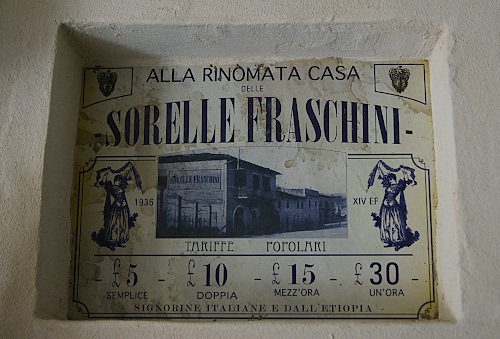 ALLA RINOMATA CASA
DELLE
- SORELLE FRASCHINI -
SORELLE FRASCHINI
1936
XIV EF
TARIFFE POPOLARI
- £5 - £10 - £15 - £30 -
SEMPLICE DOPPIA MEZZ'ORA UN'ORA
SIGNORINE ITALIANE E DALL'ETIOPIA